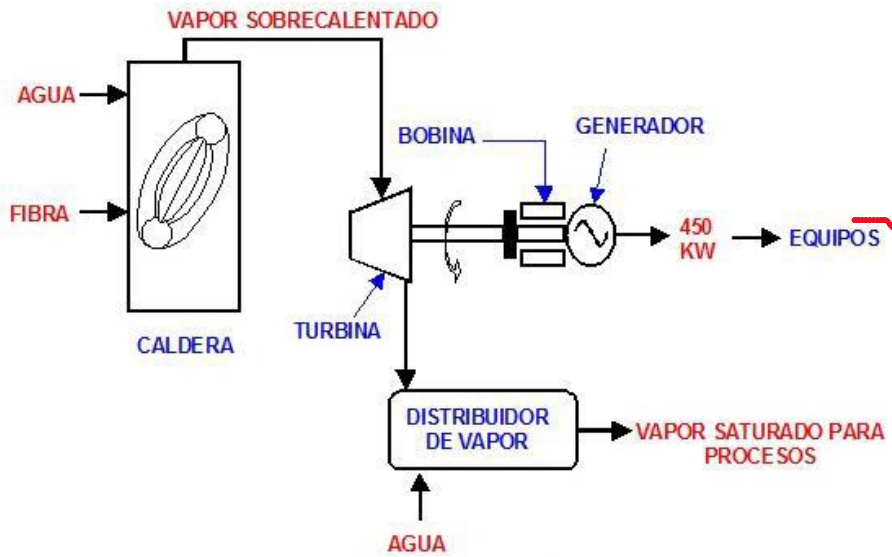 VAPOR SOBRECALENTADO
AGUA
FIBRA
CALDERA
BOBINA
GENERADOR
450
KW
EQUIPOS
TURBINA
DISTRIBUIDOR
DE VAPOR
VAPOR SATURADO PARA
PROCESOS
AGUA